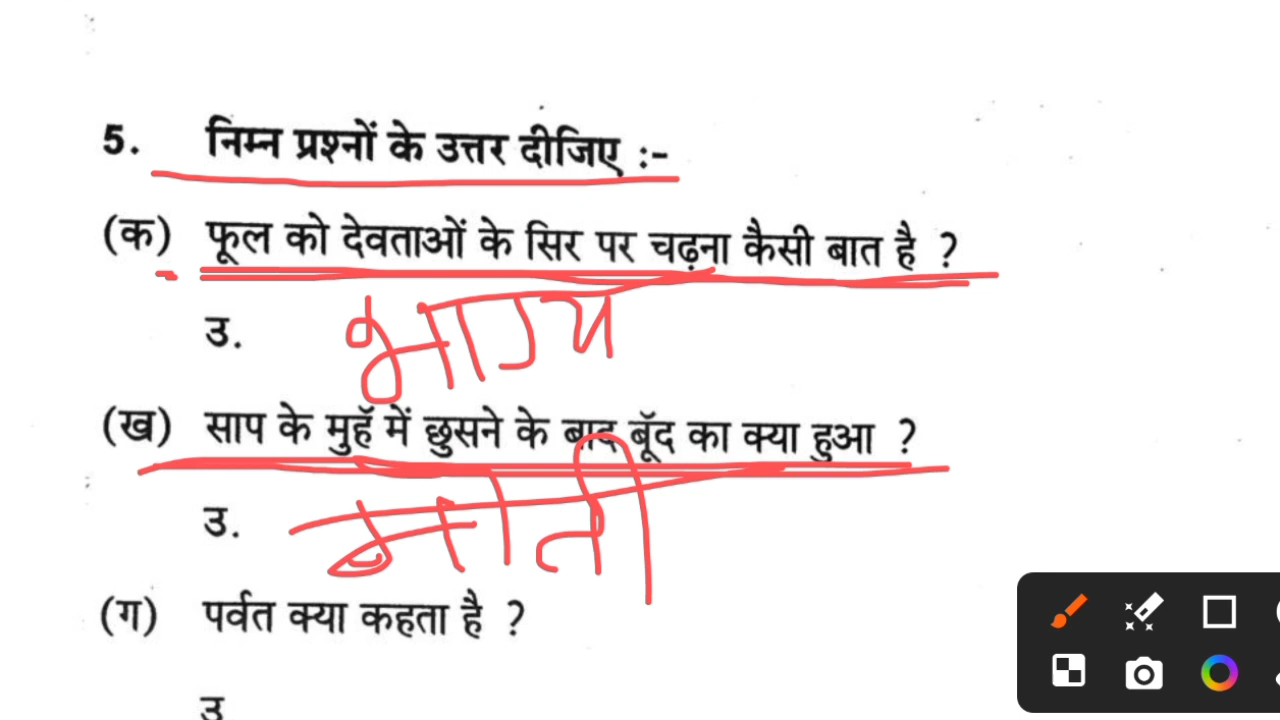 5. निम्न प्रश्नों के उत्तर दीजिए :-
(क) फूल को देवताओं के सिर पर चढ़ना कैसी बात है ?
उ. भाग्य
(ख) साप के मुहॅ में छुसने के बाद बूॅद का क्या हुआ ?
उ. माती
(ग) पर्वत क्या कहता है ?
उ